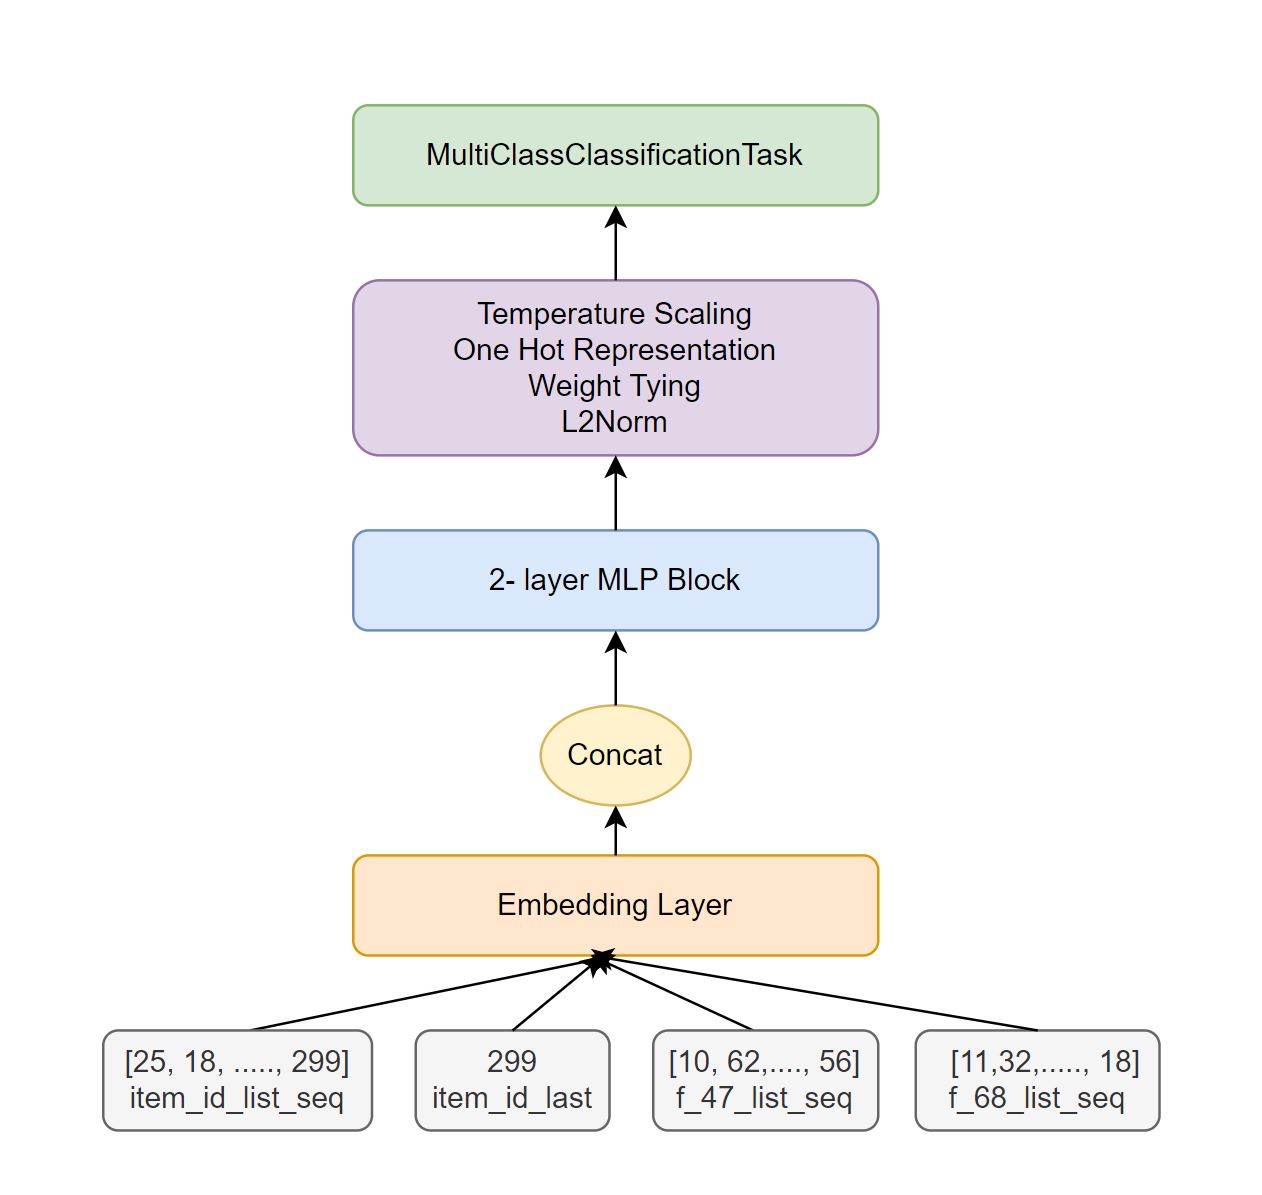 MultiClassClassificationTask
Temperature Scaling
One Hot Representation
Weight Tying
L2Norm
2- layer MLP Block
Concat
Embedding Layer
[25, 18, ....., 299]
item_id_list_seq
299
item_id_last
[10, 62,...., 56]
f_47_list_seq
[11,32,....., 18]
f_68_list_seq